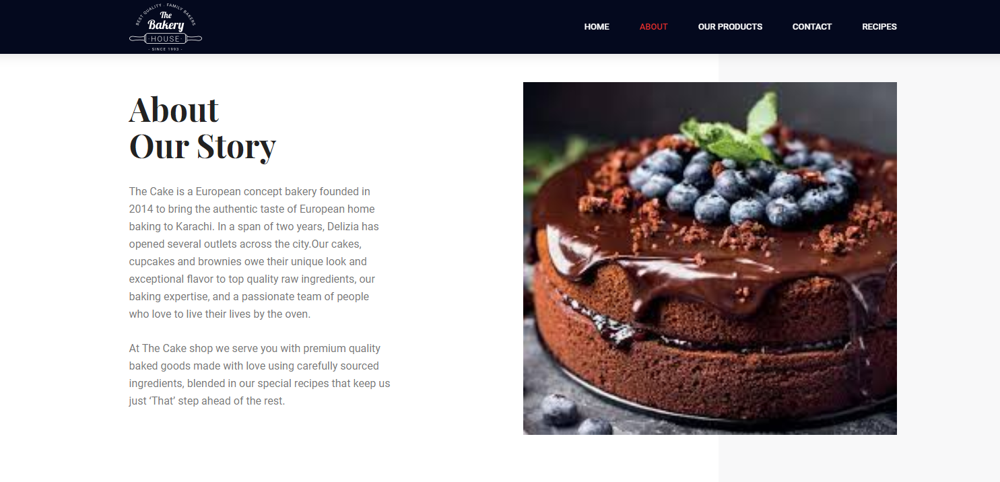 BEST QUALITY . FAMILY BAKERS
The
Bakery
· HOUSE ·
- SINCE 1993 -
HOME ABOUT OUR PRODUCTS CONTACT RECIPES
About
Our Story
The Cake is a European concept bakery founded in
2014 to bring the authentic taste of European home
baking to Karachi. In a span of two years, Delizia has
opened several outlets across the city.Our cakes,
cupcakes and brownies owe their unique look and
exceptional flavor to top quality raw ingredients, our
baking expertise, and a passionate team of people
who love to live their lives by the oven.
At The Cake shop we serve you with premium quality
baked goods made with love using carefully sourced
ingredients, blended in our special recipes that keep us
just ‘That’ step ahead of the rest.